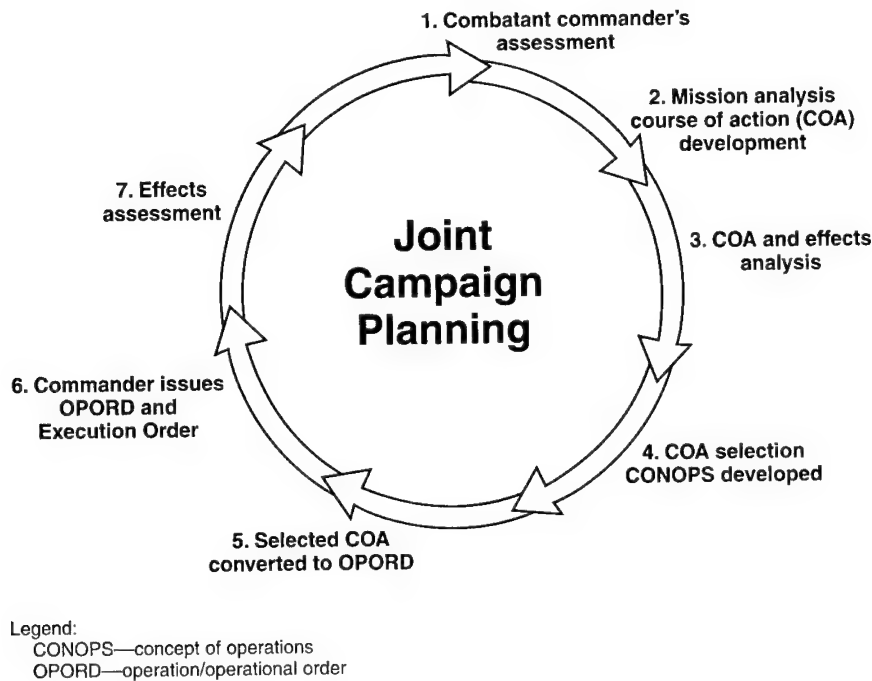 1. Combatant commander's
assessment
2. Mission analysis
course of action (COA)
development
3. COA and effects
analysis
4. COA selection
CONOPS developed
5. Selected COA
converted to OPORD
6. Commander issues
OPORD and
Execution Order
7. Effects
assessment
Joint
Campaign
Planning
Legend:
CONOPS—concept of operations
OPORD—operation/operational order